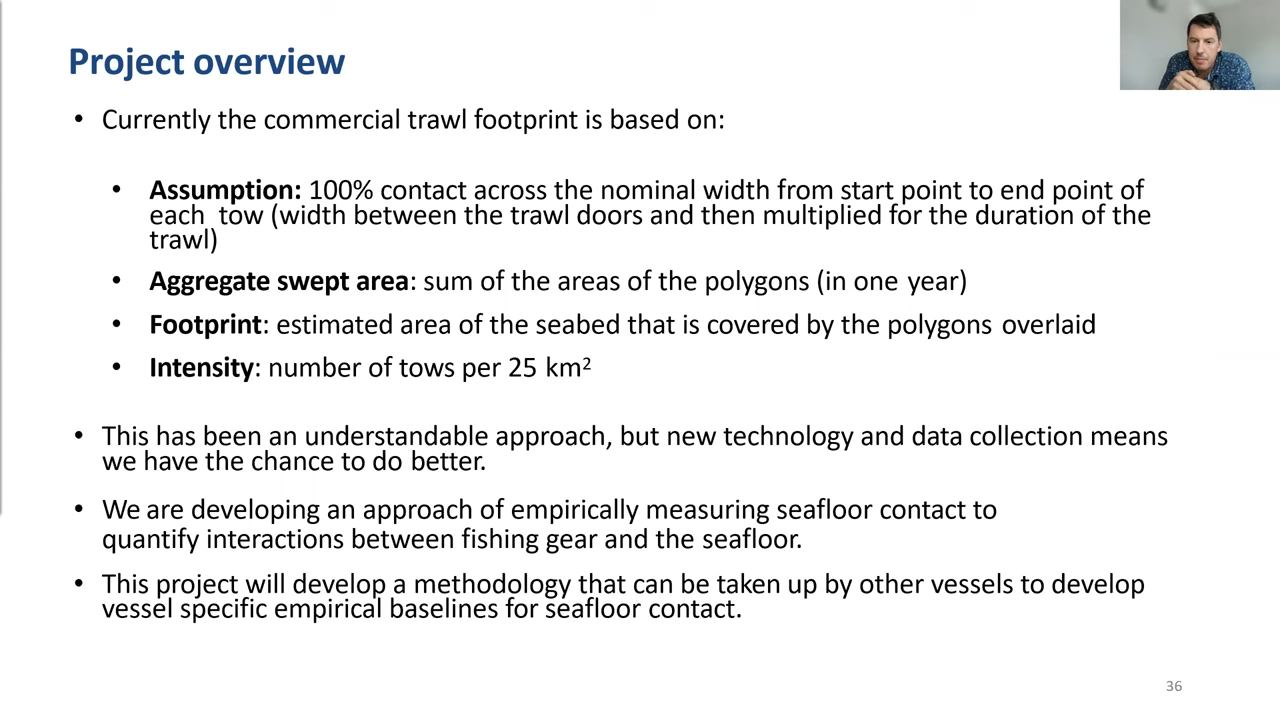 Project overview
• Currently the commercial trawl footprint is based on:
• Assumption: 100% contact across the nominal width from start point to end point of
each tow (width between the trawl doors and then multiplied for the duration of the
trawl)
• Aggregate swept area: sum of the areas of the polygons (in one year)
• Footprint: estimated area of the seabed that is covered by the polygons overlaid
• Intensity: number of tows per 25 km²
• This has been an understandable approach, but new technology and data collection means
we have the chance to do better.
• We are developing an approach of empirically measuring seafloor contact to
quantify interactions between fishing gear and the seafloor.
• This project will develop a methodology that can be taken up by other vessels to develop
vessel specific empirical baselines for seafloor contact.
36